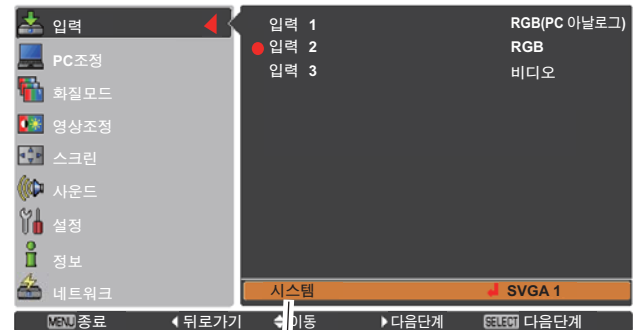 입력
PC조정
화질모드
영상조정
스크린
사운드
설정
정보
네트워크
입력 1 RGB(PC 아날로그)
입력 2 RGB
입력 3 비디오
시스템 SVGA 1
MENU 종료 뒤로가기 이동 다음단계 SELECT 다음단계